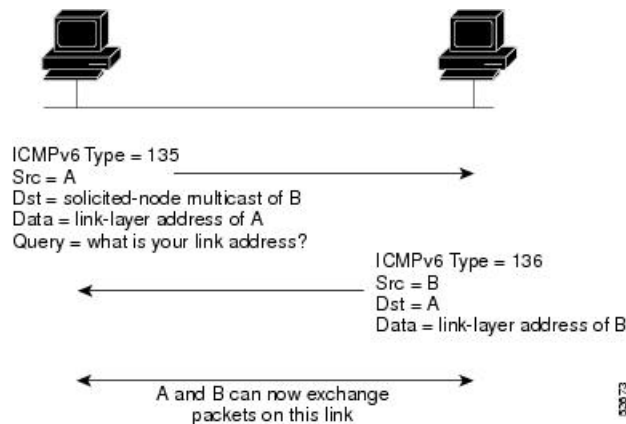 ICMPv6 Type = 135
Src = A
Dst = solicited-node multicast of B
Data = link-layer address of A
Query = what is your link address?
ICMPv6 Type = 136
Src = B
Dst = A
Data = link-layer address of B
A and B can now exchange
packets on this link
52673